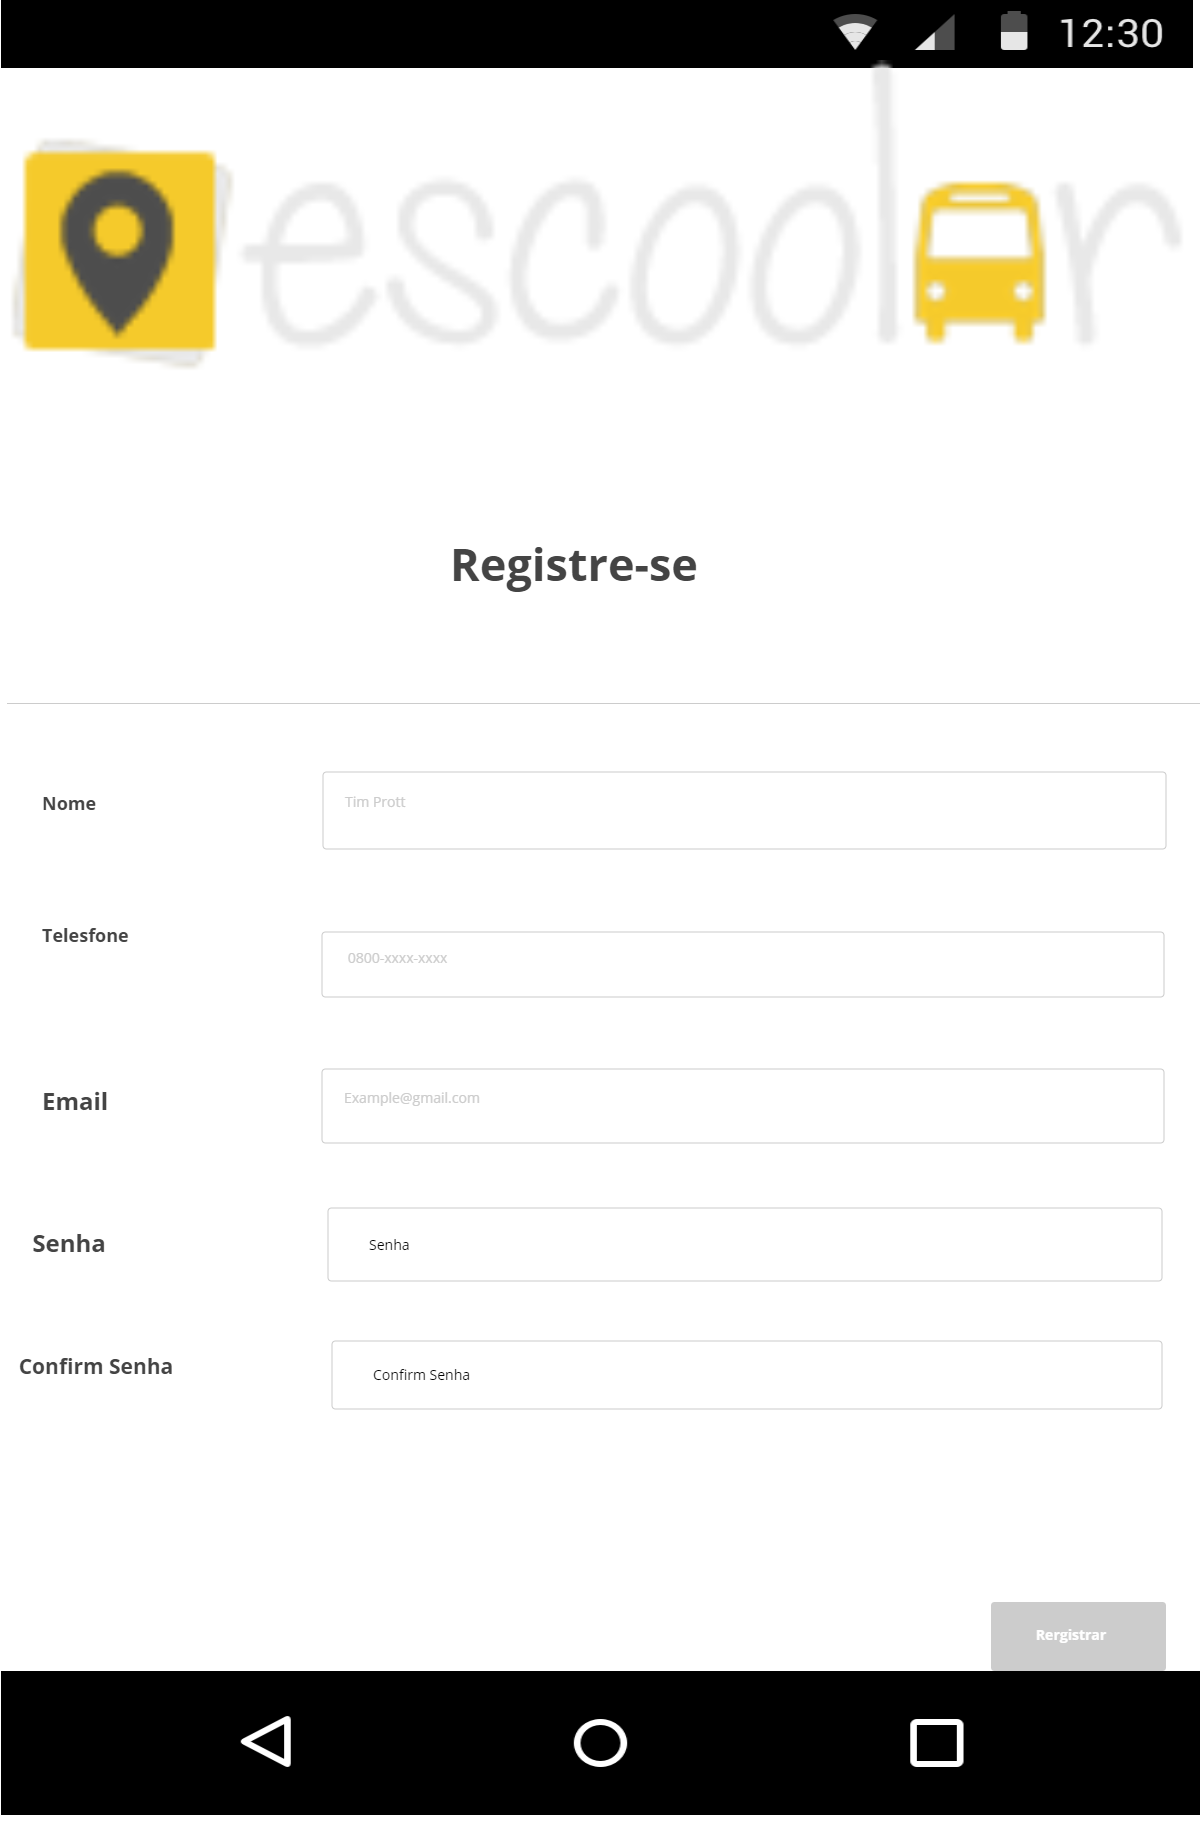 12:30
escoolar
Registre-se
Nome
Tim Prott
Telesfone
0800-xxxx-xxxx
Email
Example@gmail.com
Senha
Senha
Confirm Senha
Confirm Senha
Rergistrar